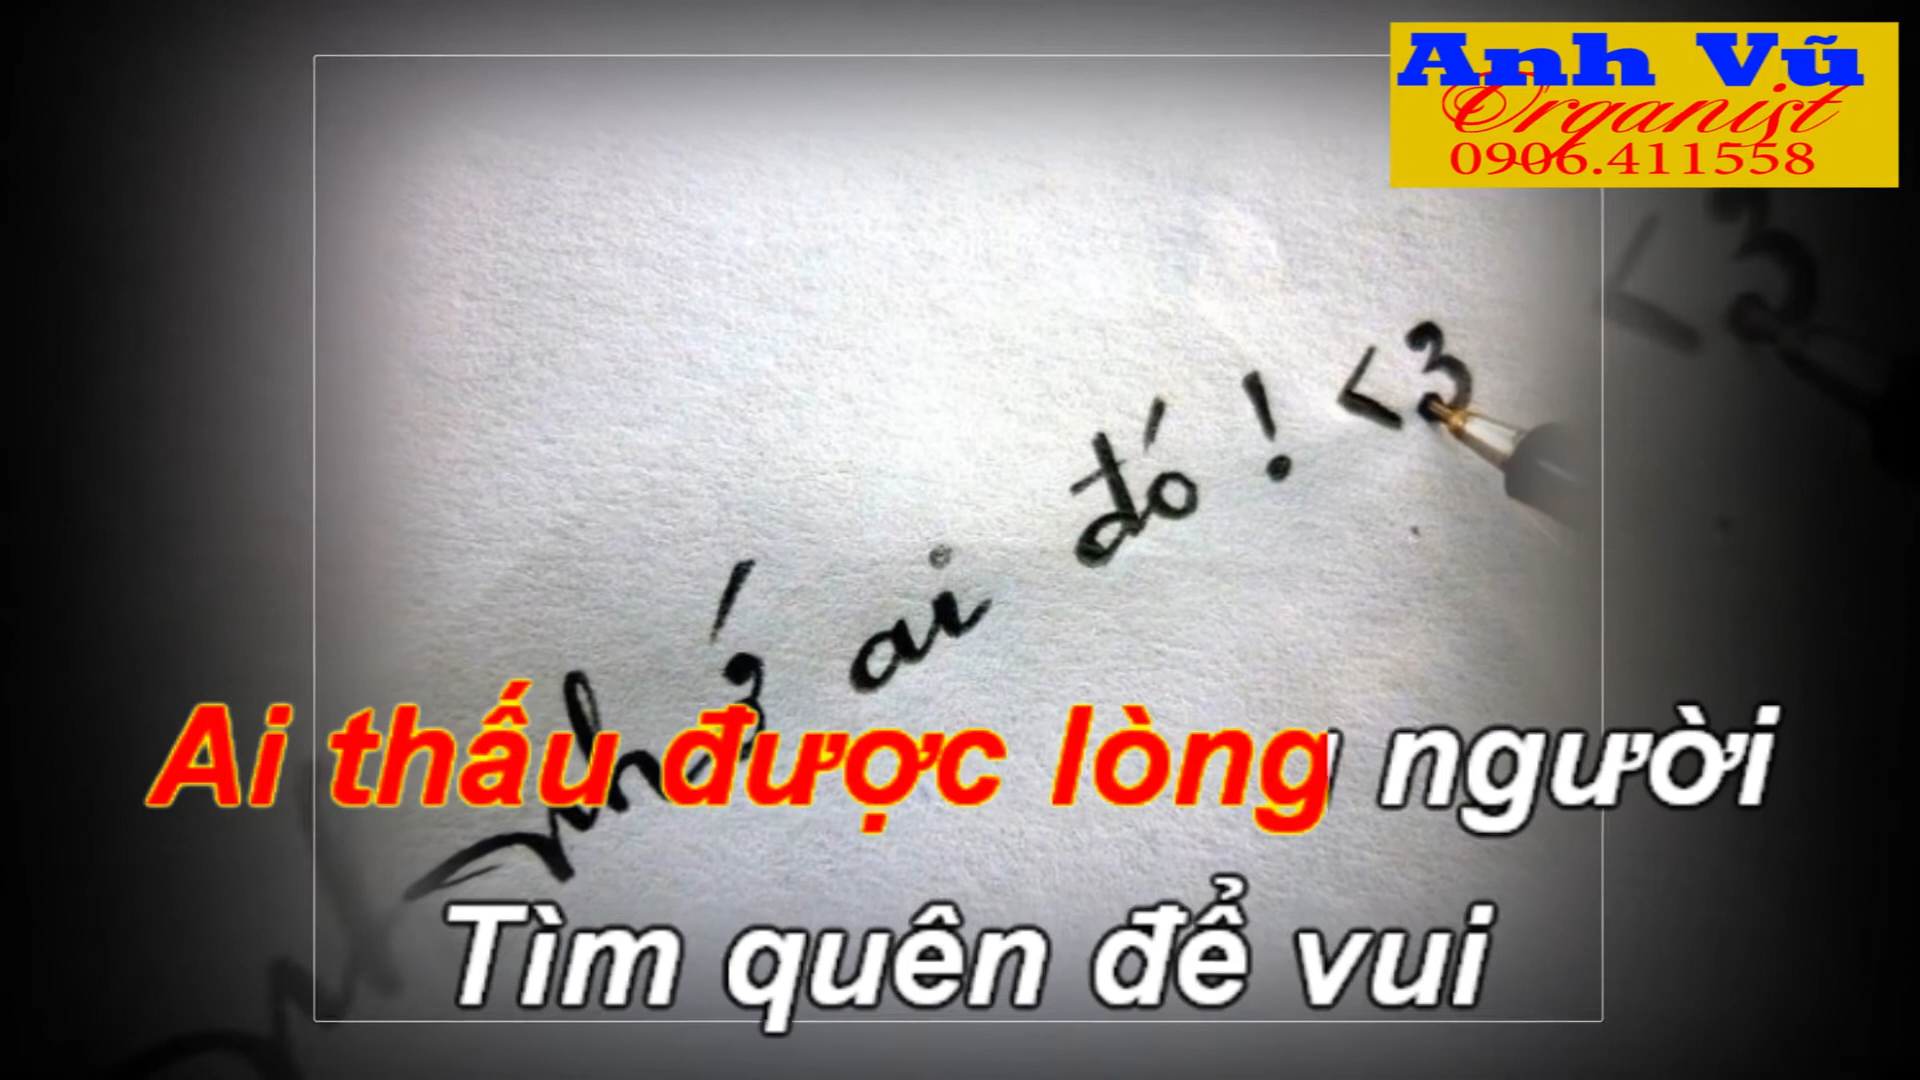 Anh Vũ
Organist
0906.411558
nhớ ai đó ! <3
Ai thấu được lòng người
Tìm quên để vui